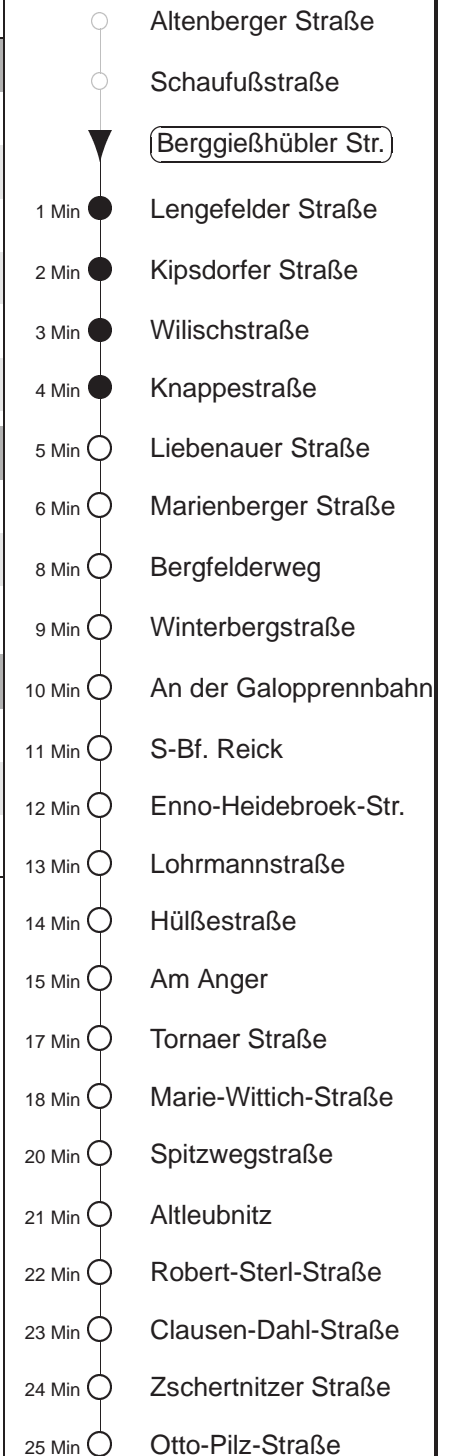 Altenberger Straße
Schaufußstraße
Berggießhübler Str.
1 Min Lengefelder Straße
2 Min Kipsdorfer Straße
3 Min Wilischstraße
4 Min Knappestraße
5 Min Liebenauer Straße
6 Min Marienberger Straße
8 Min Bergfelderweg
9 Min Winterbergstraße
10 Min An der Galopprennbahn
11 Min S-Bf. Reick
12 Min Enno-Heidebroek-Str.
13 Min Lohrmannstraße
14 Min Hülßestraße
15 Min Am Anger
17 Min Tornaer Straße
18 Min Marie-Wittich-Straße
20 Min Spitzwegstraße
21 Min Altleubnitz
22 Min Robert-Sterl-Straße
23 Min Clausen-Dahl-Straße
24 Min Zschertnitzer Straße
25 Min Otto-Pilz-Straße